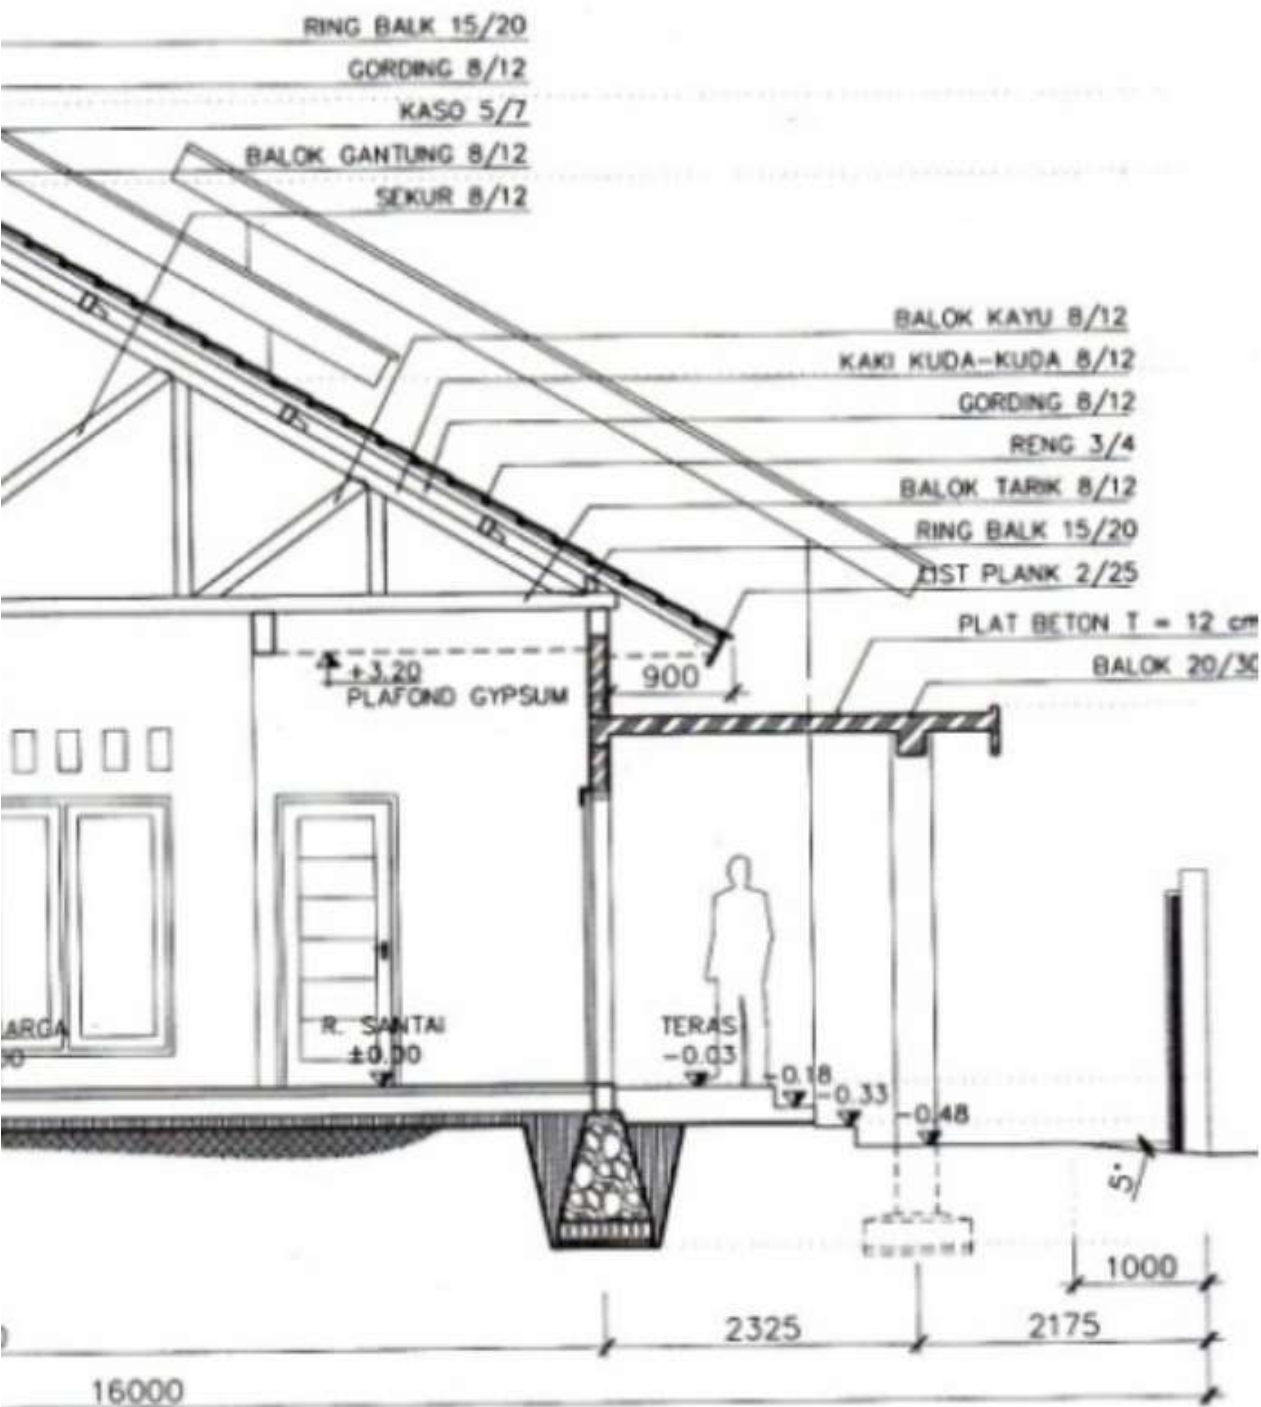 RING BALK 15/20
GORDING 8/12
KASO 5/7
BALOK GANTUNG 8/12
SEKUR 8/12
BALOK KAYU 8/12
KAKI KUDA-KUDA 8/12
GORDING 8/12
RENG 3/4
BALOK TARIK 8/12
RING BALK 15/20
LIST PLANK 2/25
PLAT BETON T = 12 cm
BALOK 20/30
+3.20
PLAFOND GYPSUM
900
ARGA
R. SANTAI
±0.00
TERAS
-0.03
-0.18
-0.33
-0.48
5°
1000
2325
2175
16000